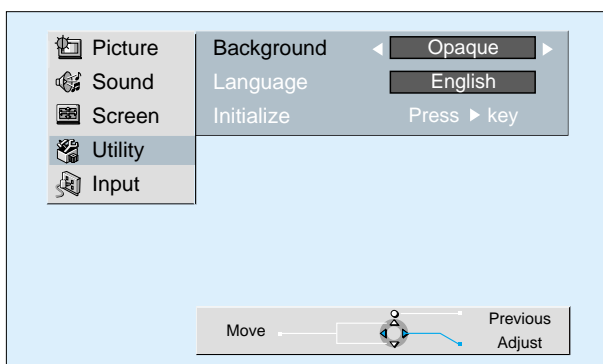 Picture
Sound
Screen
Utility
Input
Background Opaque
Language English
Initialize Press ▶ key
Move
Previous
Adjust